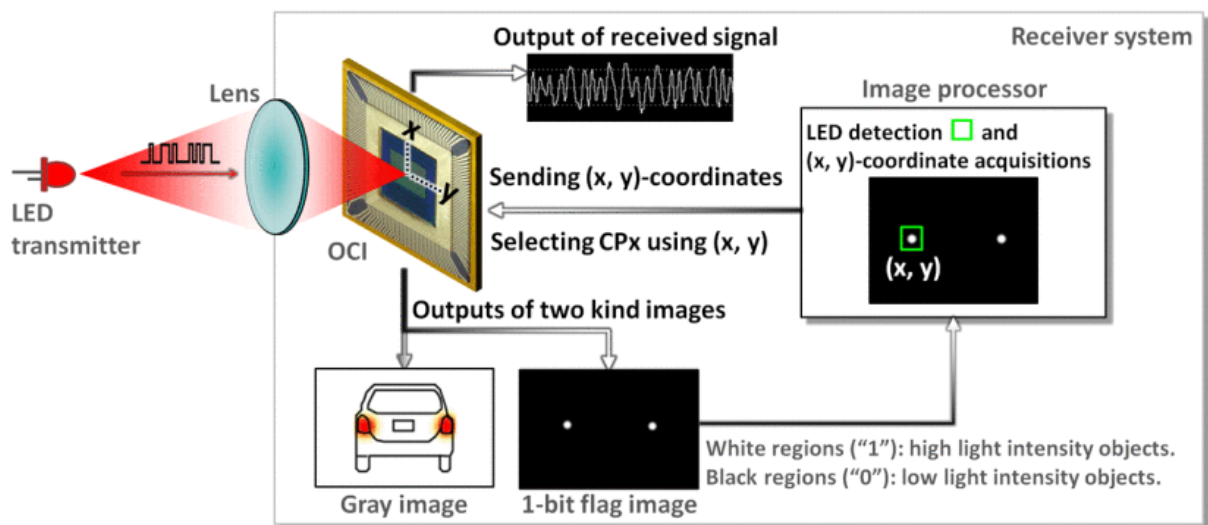 Output of received signal
Receiver system
Lens
Image processor
LED detection and
(x, y)-coordinate acquisitions
x
y
Sending (x, y)-coordinates
LED
transmitter
OCI
Selecting CPx using (x, y)
(x, y)
Outputs of two kind images
White regions (“1”): high light intensity objects.
Black regions (“0”): low light intensity objects.
Gray image
1-bit flag image